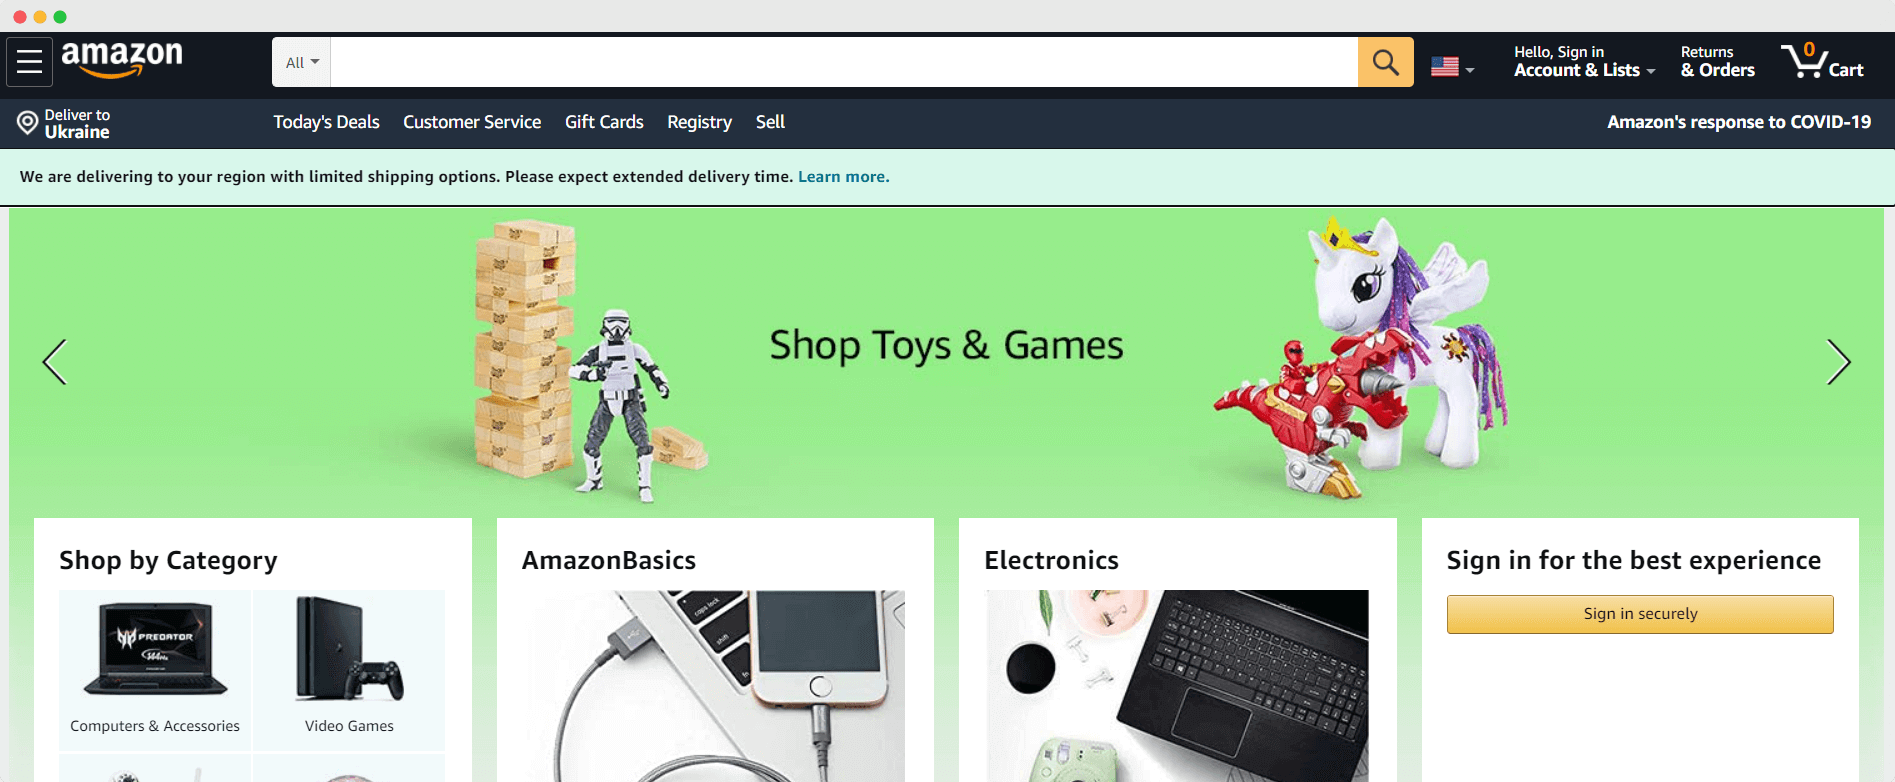 amazon
All
Hello, Sign in
Account & Lists
Returns
& Orders
0
Cart
Deliver to
Ukraine
Today's Deals
Customer Service
Gift Cards
Registry
Sell
Amazon's response to COVID-19
We are delivering to your region with limited shipping options. Please expect extended delivery time. Learn more.
Shop Toys & Games
Shop by Category
AmazonBasics
Electronics
Sign in for the best experience
Sign in securely
PREDATOR
144Hz
caps lock
shift
fn
Computers & Accessories
Video Games